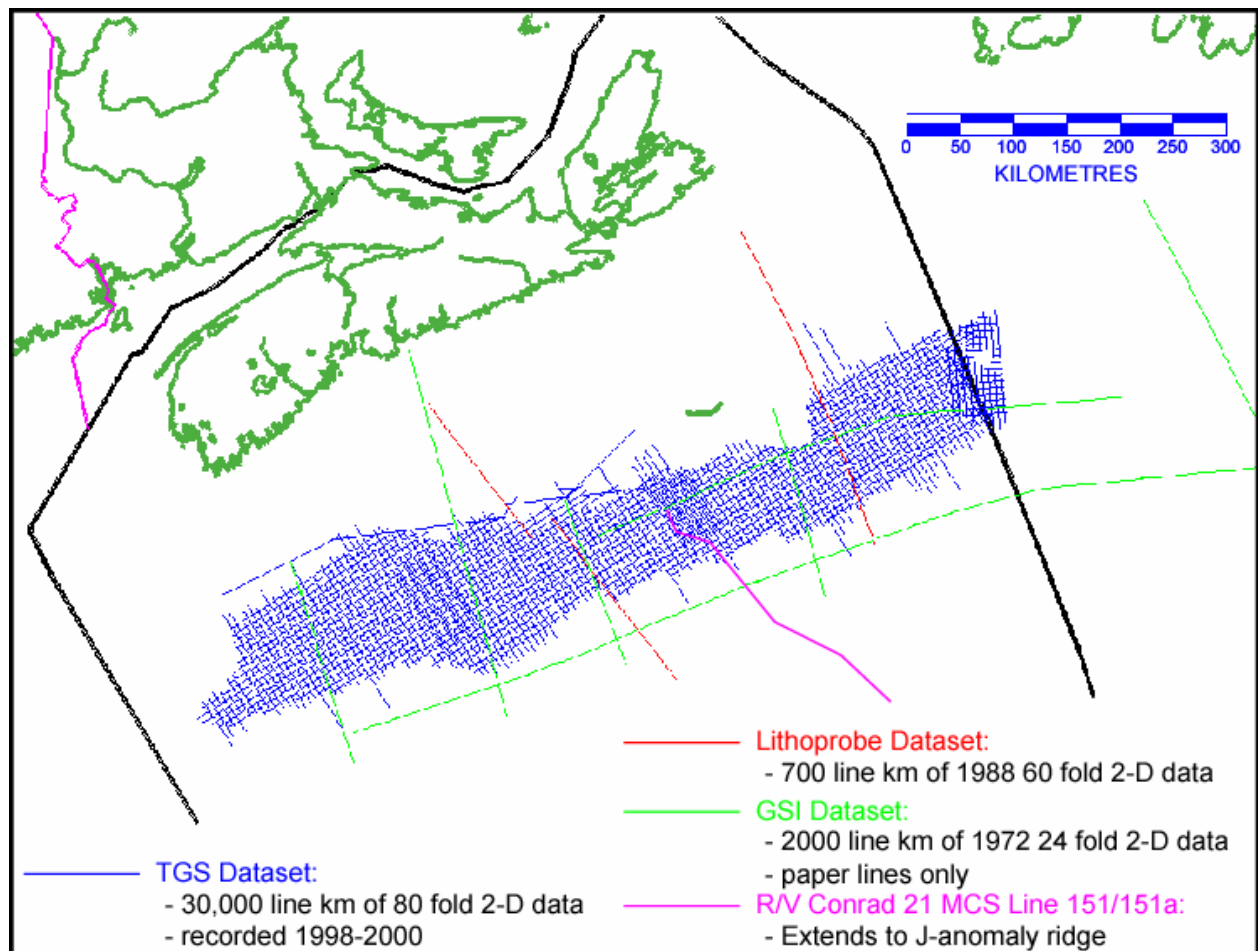 0 50 100 150 200 250 300
KILOMETRES
Lithoprobe Dataset:
- 700 line km of 1988 60 fold 2-D data
GSI Dataset:
- 2000 line km of 1972 24 fold 2-D data
- paper lines only
R/V Conrad 21 MCS Line 151/151a:
- Extends to J-anomaly ridge
TGS Dataset:
- 30,000 line km of 80 fold 2-D data
- recorded 1998-2000